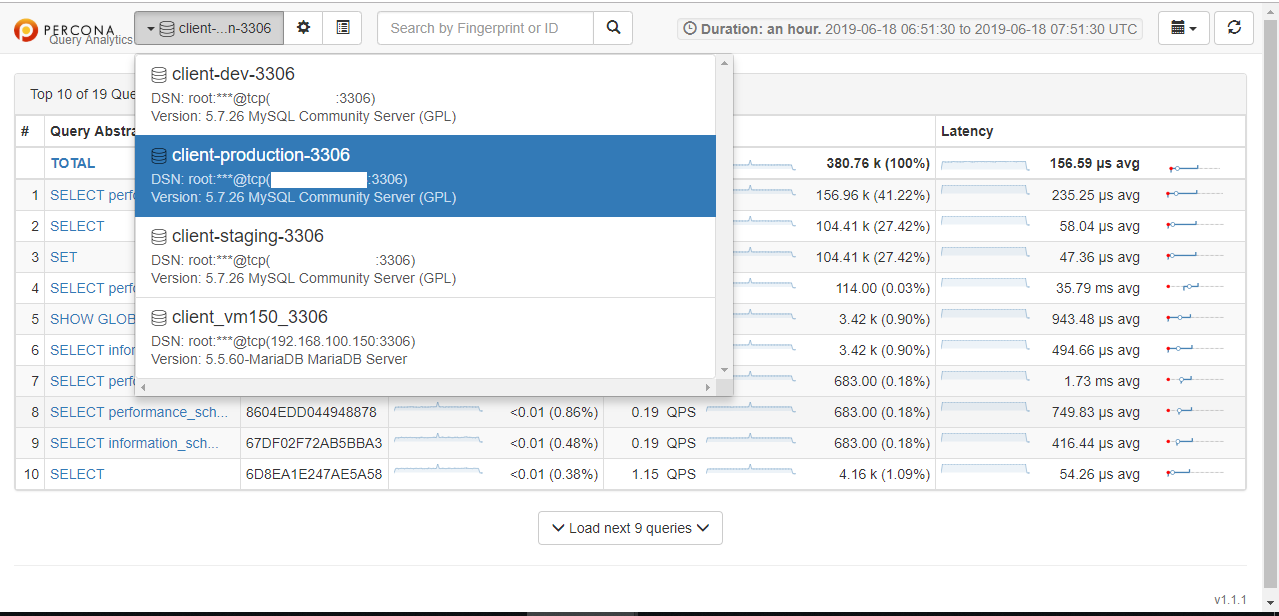 PERCONA
Query Analytics
client-...n-3306
Search by Fingerprint or ID
Duration: an hour. 2019-06-18 06:51:30 to 2019-06-18 07:51:30 UTC
client-dev-3306
DSN: root:***@tcp( :3306)
Version: 5.7.26 MySQL Community Server (GPL)
client-production-3306
DSN: root:***@tcp( :3306)
Version: 5.7.26 MySQL Community Server (GPL)
client-staging-3306
DSN: root:***@tcp( :3306)
Version: 5.7.26 MySQL Community Server (GPL)
client_vm150_3306
DSN: root:***@tcp(192.168.100.150:3306)
Version: 5.5.60-MariaDB MariaDB Server
Top 10 of 19 Que
# Query Abstra Latency
TOTAL 380.76 k (100%) 156.59 µs avg
1 SELECT perfo 156.96 k (41.22%) 235.25 µs avg
2 SELECT 104.41 k (27.42%) 58.04 µs avg
3 SET 104.41 k (27.42%) 47.36 µs avg
4 SELECT perfo 114.00 (0.03%) 35.79 ms avg
5 SHOW GLOB 3.42 k (0.90%) 943.48 µs avg
6 SELECT infor 3.42 k (0.90%) 494.66 µs avg
7 SELECT perfo 683.00 (0.18%) 1.73 ms avg
8 SELECT performance_sch... 8604EDD044948878 <0.01 (0.86%) 0.19 QPS 683.00 (0.18%) 749.83 µs avg
9 SELECT information_sch... 67DF02F72AB5BBA3 <0.01 (0.48%) 0.19 QPS 683.00 (0.18%) 416.44 µs avg
10 SELECT 6D8EA1E247AE5A58 <0.01 (0.38%) 1.15 QPS 4.16 k (1.09%) 54.26 µs avg
Load next 9 queries
v1.1.1